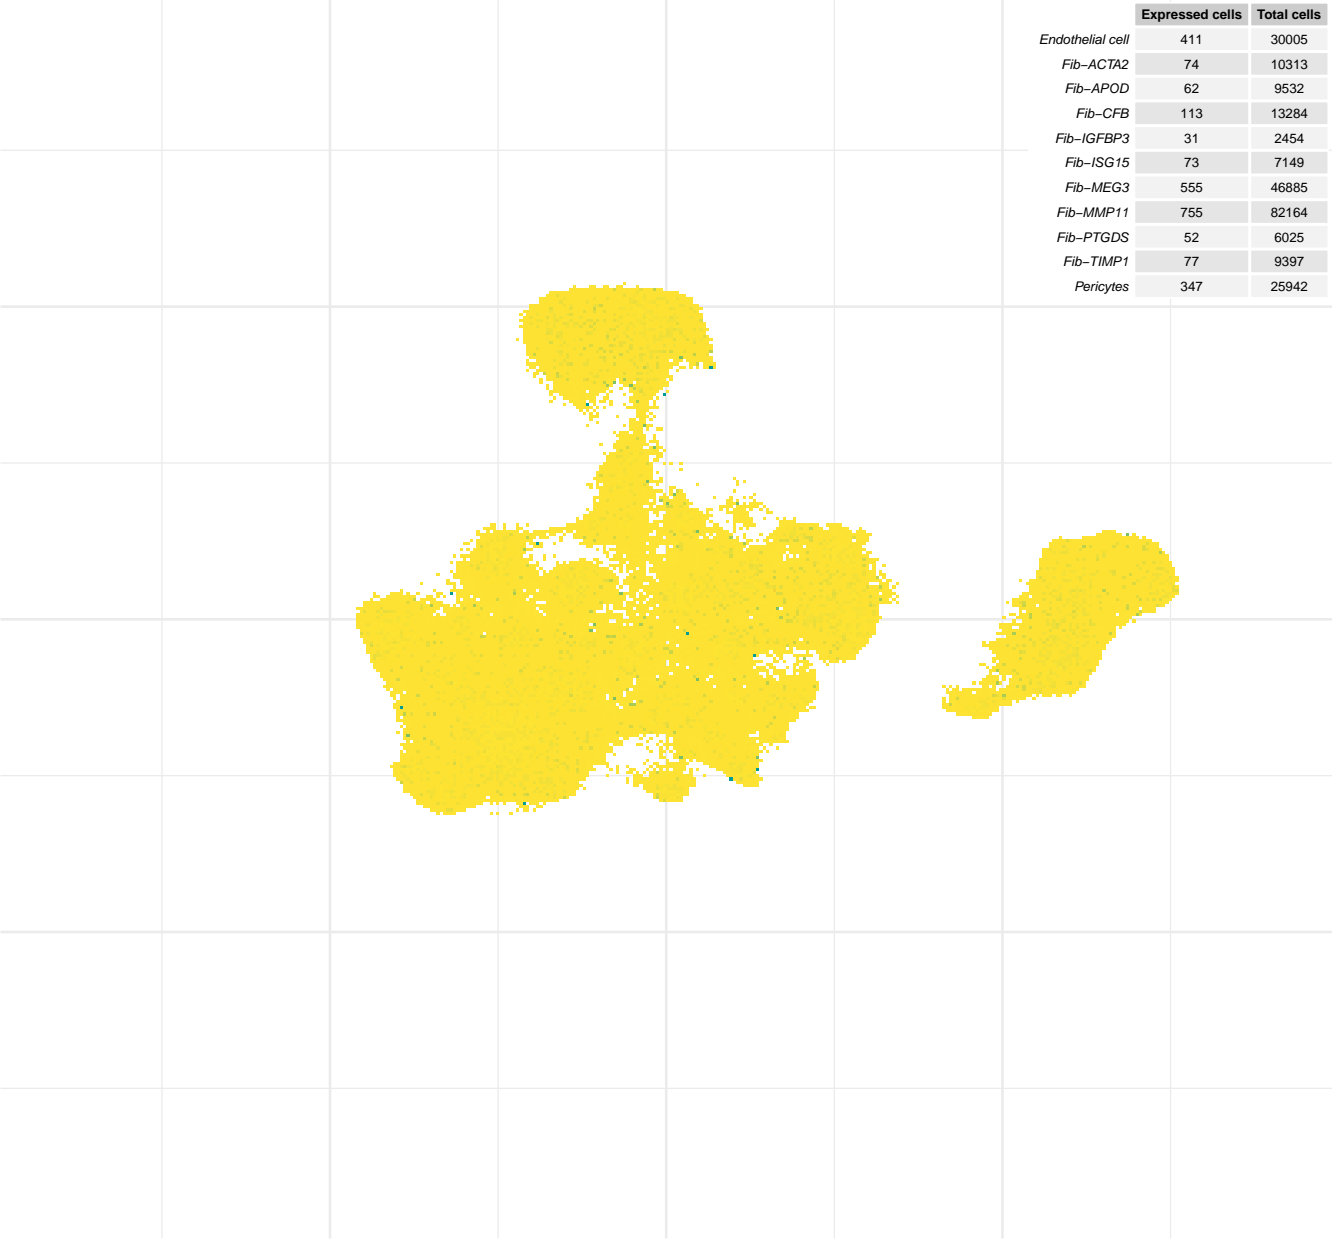 Expressed cells Total cells
Endothelial cell 411 30005
Fib−ACTA2 74 10313
Fib−APOD 62 9532
Fib−CFB 113 13284
Fib−IGFBP3 31 2454
Fib−ISG15 73 7149
Fib−MEG3 555 46885
Fib−MMP11 755 82164
Fib−PTGDS 52 6025
Fib−TIMP1 77 9397
Pericytes 347 25942